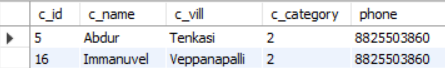 c_id c_name c_vill c_category phone
5 Abdur Tenkasi 2 8825503860
16 Immanuvel Veppanapalli 2 8825503860